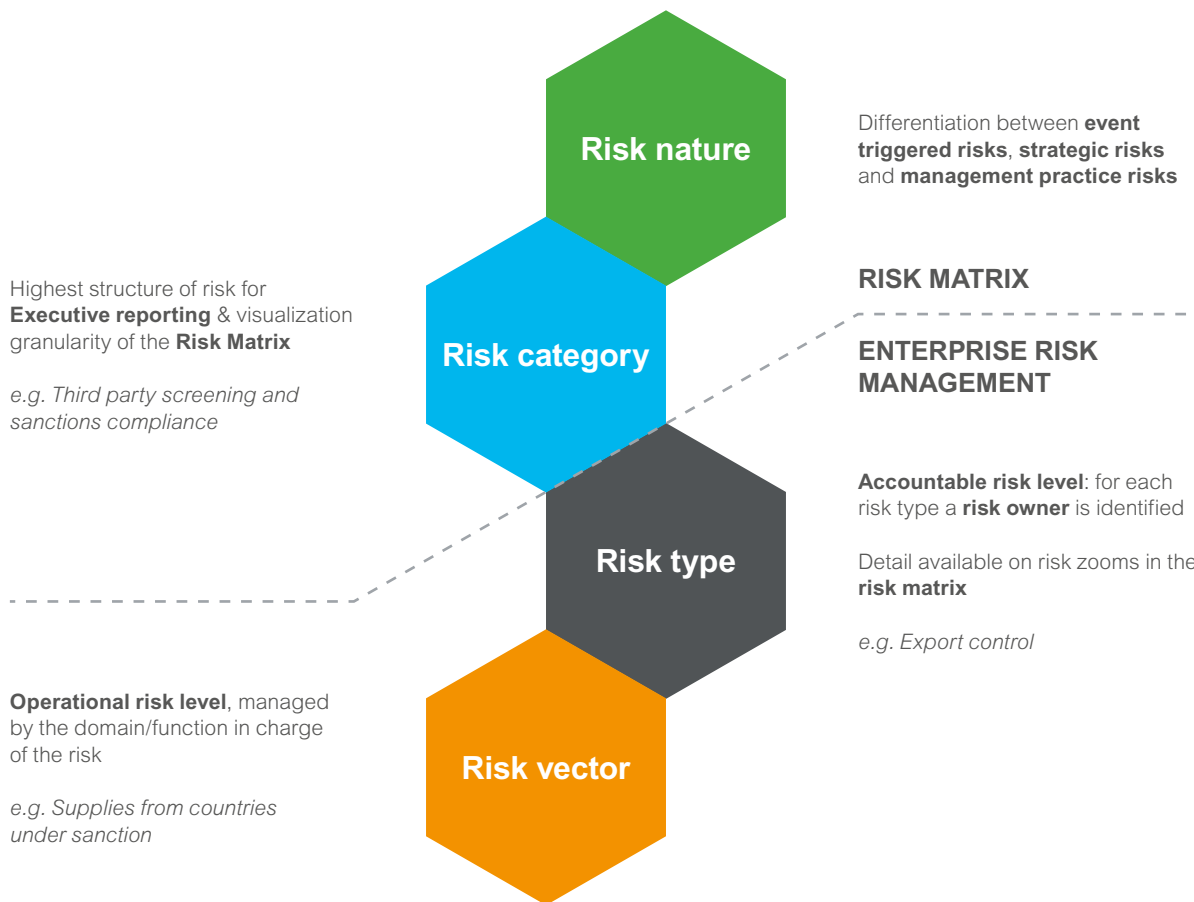 Risk nature
Differentiation between event
triggered risks, strategic risks
and management practice risks
Highest structure of risk for
Executive reporting & visualization
granularity of the Risk Matrix
e.g. Third party screening and
sanctions compliance
Risk category
RISK MATRIX
ENTERPRISE RISK
MANAGEMENT
Risk type
Accountable risk level: for each
risk type a risk owner is identified
Detail available on risk zooms in the
risk matrix
e.g. Export control
Operational risk level, managed
by the domain/function in charge
of the risk
e.g. Supplies from countries
under sanction
Risk vector